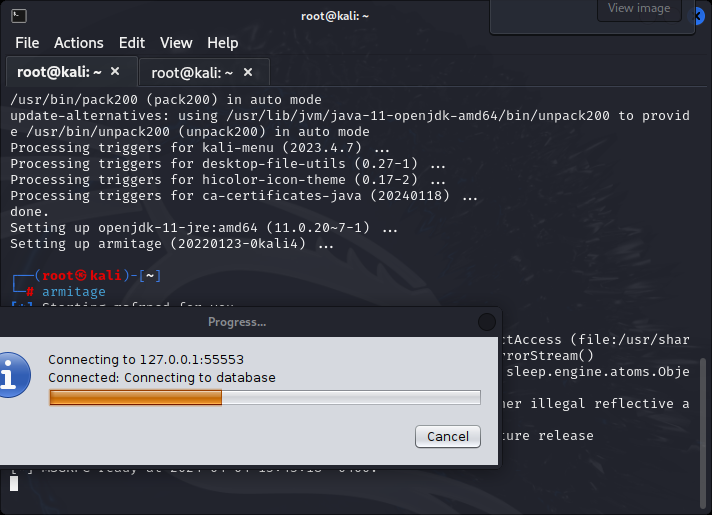 root@kali: ~
View image
File Actions Edit View Help
root@kali: ~ × root@kali: ~ ×
/usr/bin/pack200 (pack200) in auto mode
update-alternatives: using /usr/lib/jvm/java-11-openjdk-amd64/bin/unpack200 to provid
e /usr/bin/unpack200 (unpack200) in auto mode
Processing triggers for kali-menu (2023.4.7) ...
Processing triggers for desktop-file-utils (0.27-1) ...
Processing triggers for hicolor-icon-theme (0.17-2) ...
Processing triggers for ca-certificates-java (20240118) ...
done.
Setting up openjdk-11-jre:amd64 (11.0.20~7-1) ...
Setting up armitage (20220123-0kali4) ...
┌──(root㉿kali)-[~]
└─# armitage
[*] Starting msfrpcd for you.
Progress...
ctAccess (file:/usr/shar
rrorStream()
Connecting to 127.0.0.1:55553
sleep.engine.atoms.Obje
Connected: Connecting to database
her illegal reflective a
ture release
Cancel